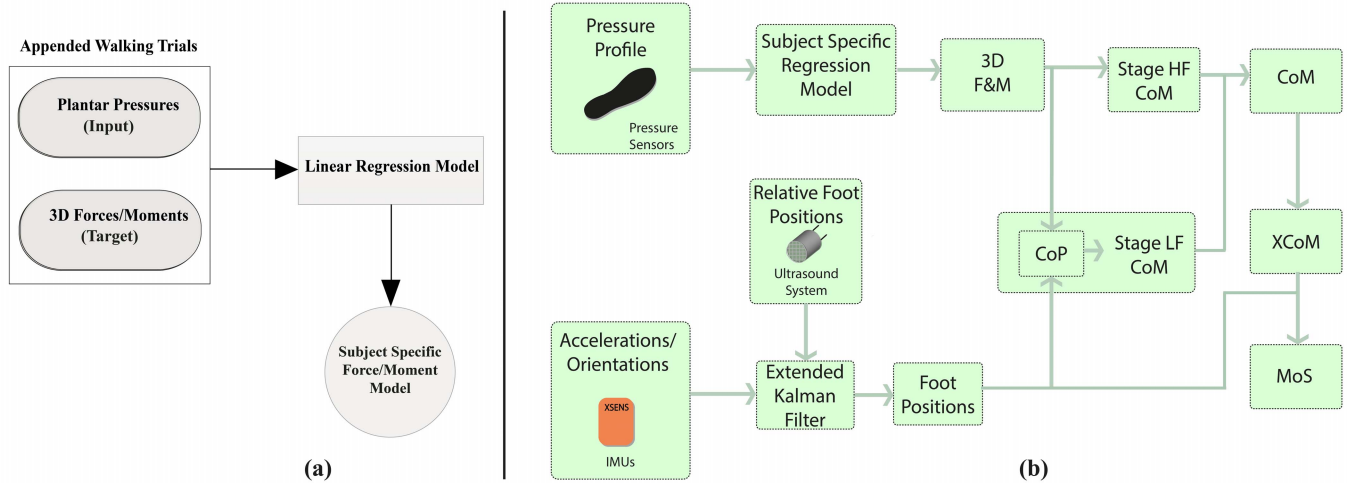 Appended Walking Trials
Plantar Pressures
(Input)
3D Forces/Moments
(Target)
Linear Regression Model
Subject Specific
Force/Moment
Model
(a)
Pressure
Profile
Pressure
Sensors
Subject Specific
Regression
Model
3D
F&M
Stage HF
CoM
CoM
Relative Foot
Positions
Ultrasound
System
CoP
Stage LF
CoM
XCoM
Accelerations/
Orientations
XSENS
IMUs
Extended
Kalman
Filter
Foot
Positions
MoS
(b)